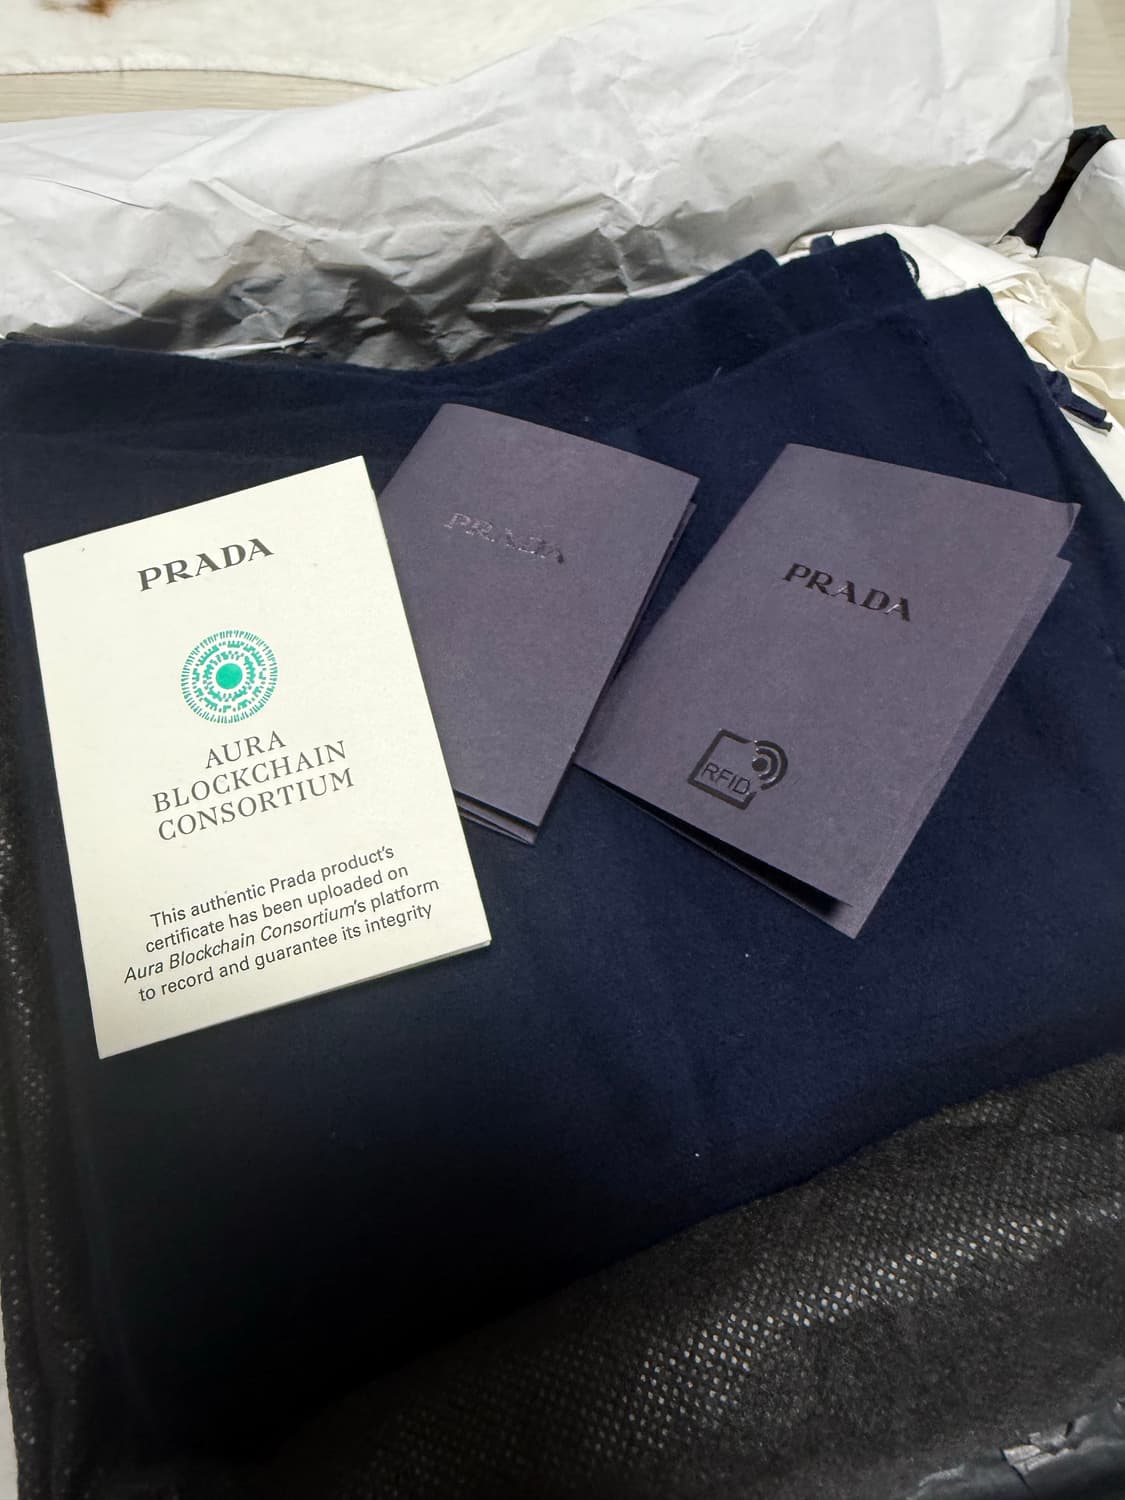 PRADA
AURA
BLOCKCHAIN
CONSORTIUM
This authentic Prada product's
certificate has been uploaded on
Aura Blockchain Consortium's platform
to record and guarantee its integrity
PRADA
PRADA
RFID